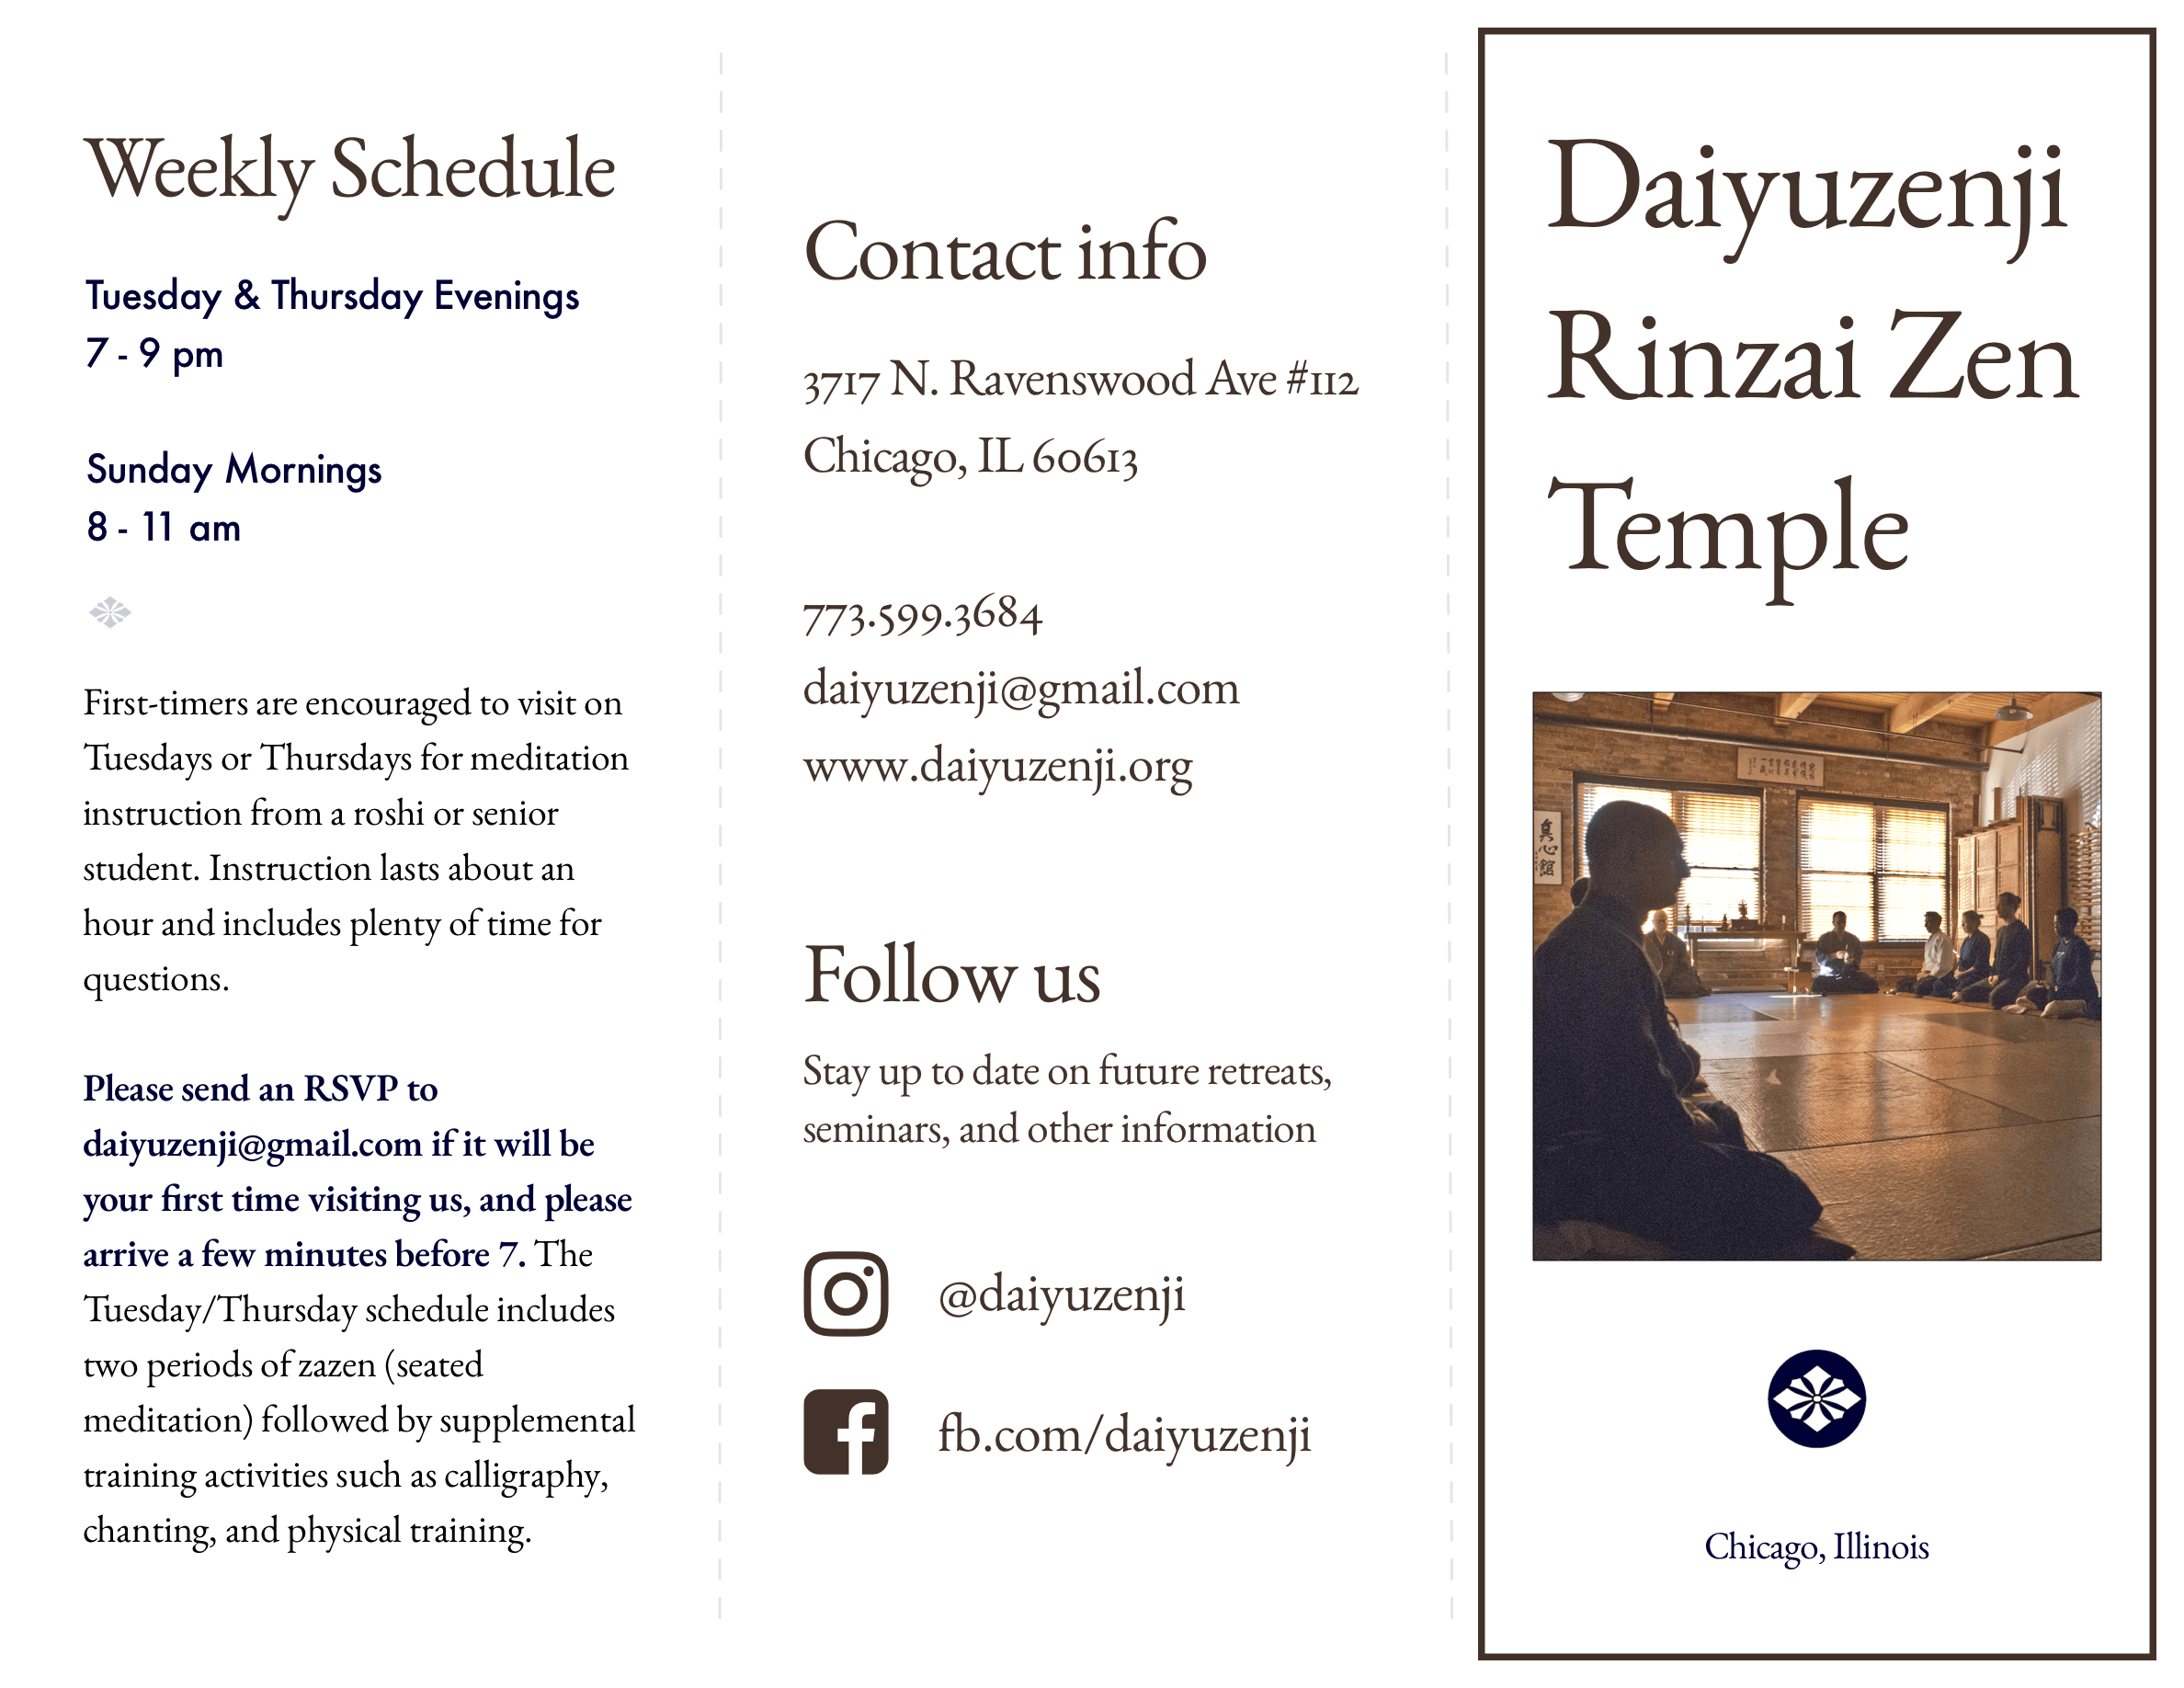 Weekly Schedule
Tuesday & Thursday Evenings
7 - 9 pm
Sunday Mornings
8 - 11 am
First-timers are encouraged to visit on
Tuesdays or Thursdays for meditation
instruction from a roshi or senior
student. Instruction lasts about an
hour and includes plenty of time for
questions.
Please send an RSVP to
daiyuzenji@gmail.com if it will be
your first time visiting us, and please
arrive a few minutes before 7. The
Tuesday/Thursday schedule includes
two periods of zazen (seated
meditation) followed by supplemental
training activities such as calligraphy,
chanting, and physical training.
Contact info
3717 N. Ravenswood Ave #112
Chicago, IL 60613
773.599.3684
daiyuzenji@gmail.com
www.daiyuzenji.org
Follow us
Stay up to date on future retreats,
seminars, and other information
@daiyuzenji
fb.com/daiyuzenji
Daiyuzenji
Rinzai Zen
Temple
真心館
Chicago, Illinois